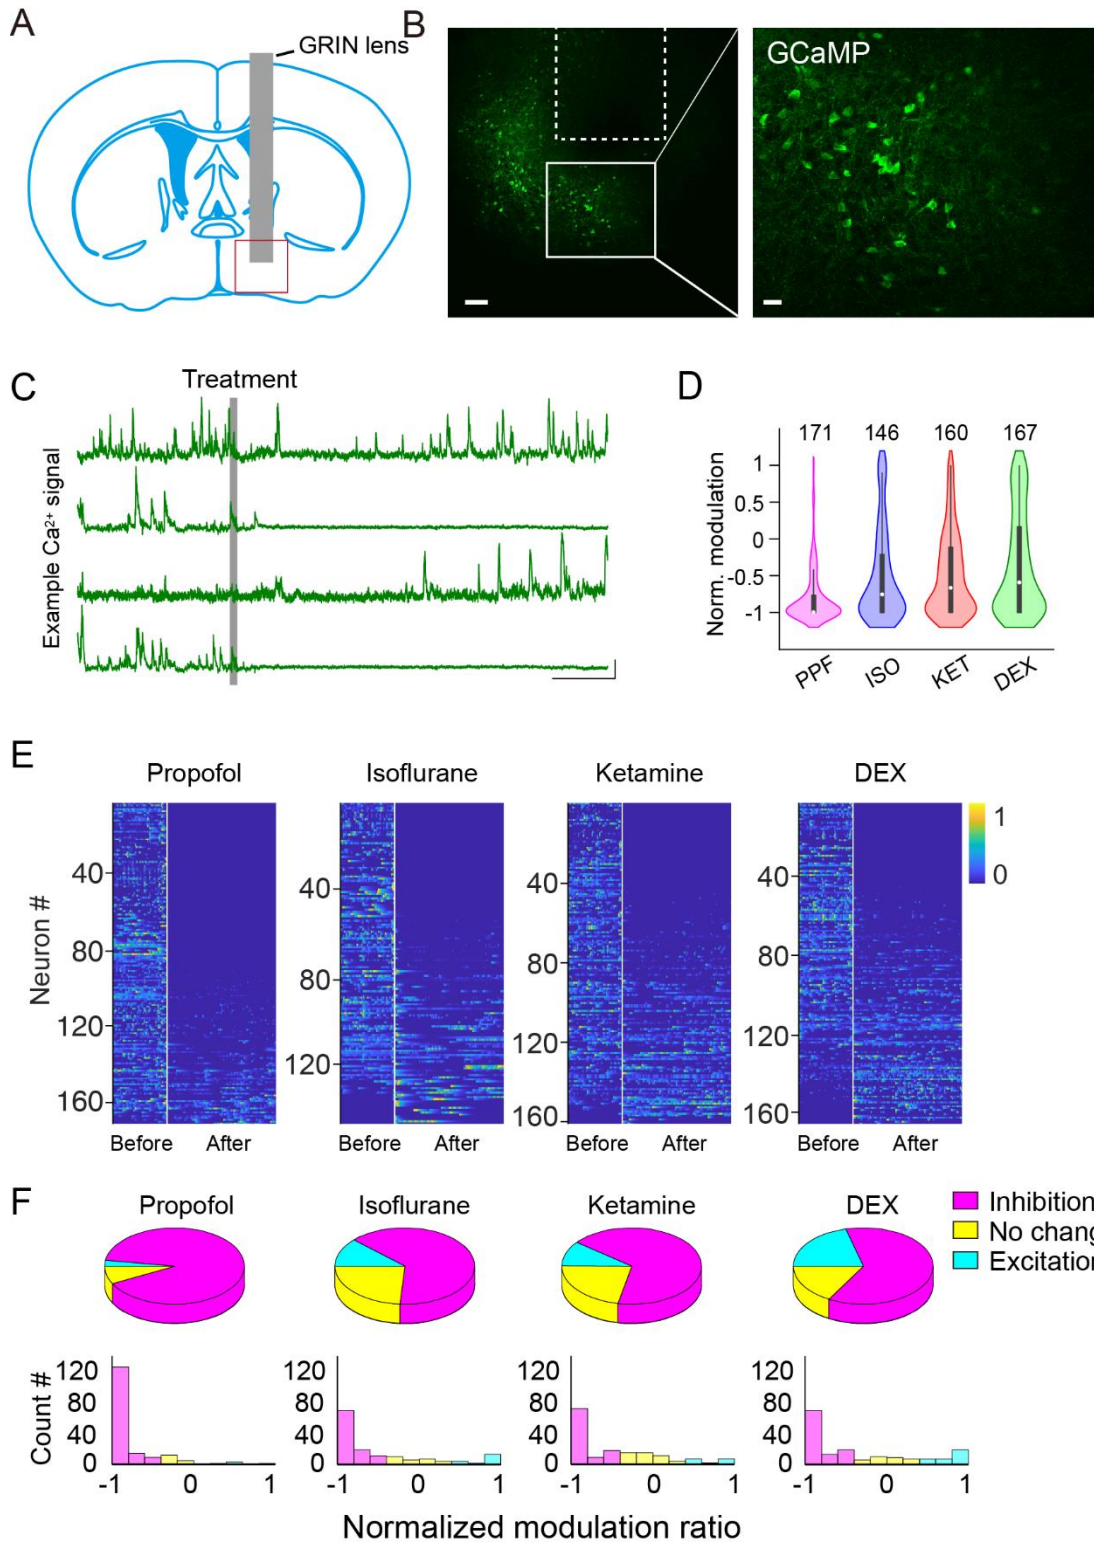 A
GRIN lens
B
GCaMP
C
Treatment
Example Ca²⁺ signal
D
171 146 160 167
Norm. modulation
1
0.5
0
-0.5
-1
PPF ISO KET DEX
E
Propofol Isoflurane Ketamine DEX
Neuron #
40
80
120
160
40
80
120
40
80
120
160
40
80
120
160
1
0
Before After Before After Before After Before After
F
Propofol Isoflurane Ketamine DEX
Inhibition
No chang
Excitation
Count #
120 120 120 120
80 80 80 80
40 40 40 40
0 0 0 0
-1 0 1 -1 0 1 -1 0 1 -1 0 1
Normalized modulation ratio